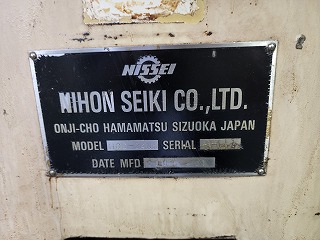 NISSEI
NIHON SEIKI CO.,LTD.
ONJI-CHO HAMAMATSU SIZUOKA JAPAN
MODEL SERIAL
DATE MFD